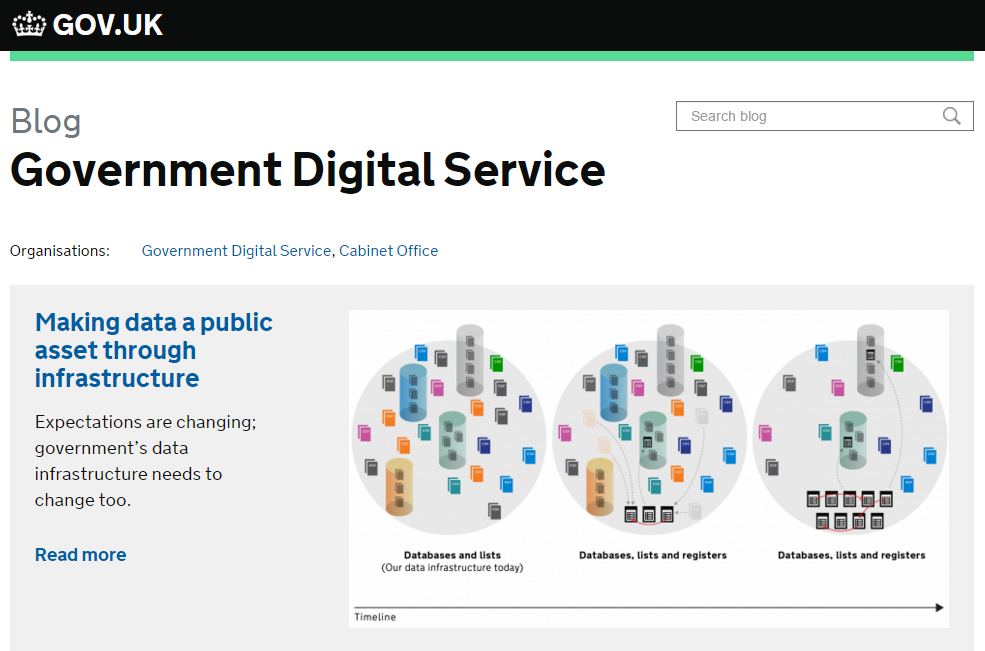 GOV.UK
Blog
Search blog
Government Digital Service
Organisations: Government Digital Service, Cabinet Office
Making data a public
asset through
infrastructure
Expectations are changing;
government’s data
infrastructure needs to
change too.
Read more
Databases and lists
(Our data infrastructure today)
Databases, lists and registers
Databases, lists and registers
Timeline